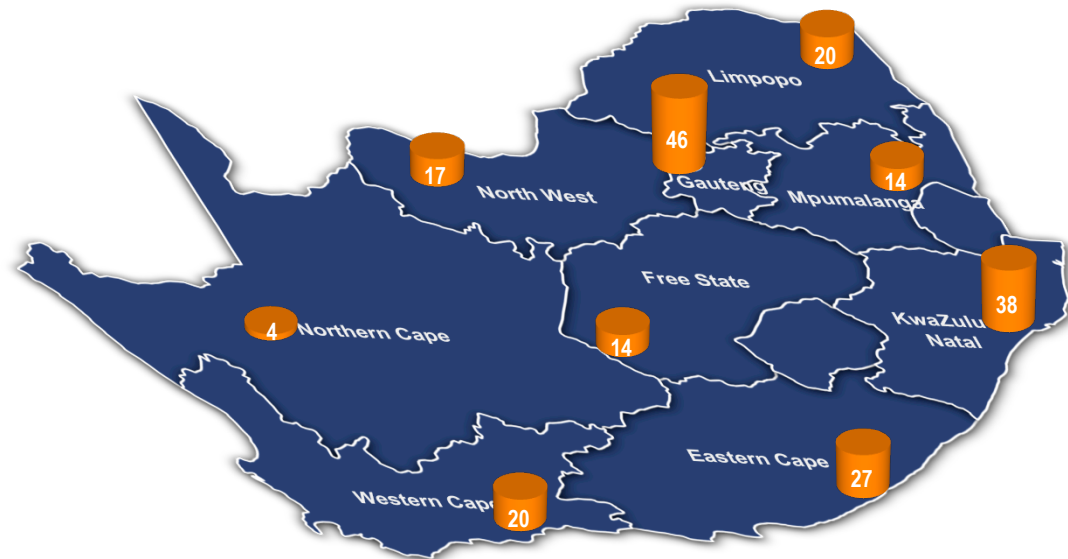 20
Limpopo
46
17
North West
Gauteng
14
Mpumalanga
Free State
38
KwaZulu
Natal
4
Northern Cape
14
Eastern Cape
27
Western Cape
20